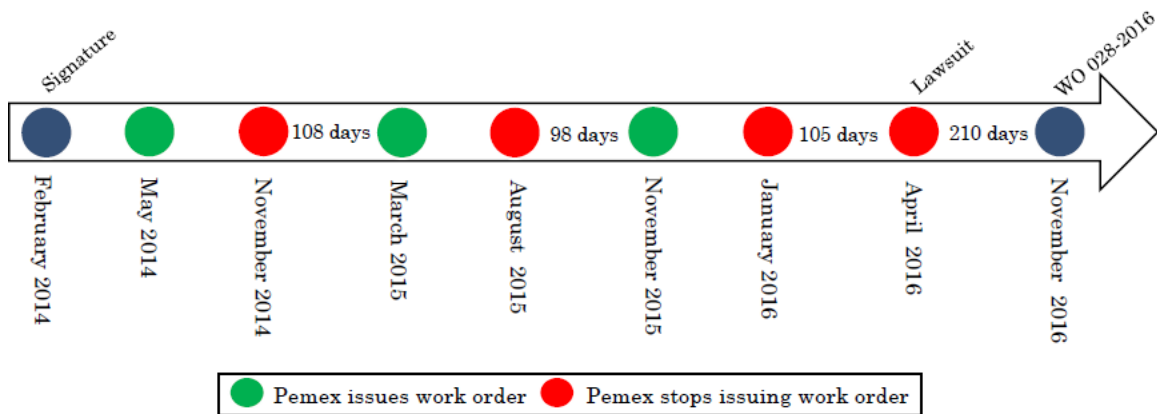 Signature
Lawsuit
WO 028-2016
108 days
98 days
105 days
210 days
February 2014
May 2014
November 2014
March 2015
August 2015
November 2015
January 2016
April 2016
November 2016
Pemex issues work order
Pemex stops issuing work order